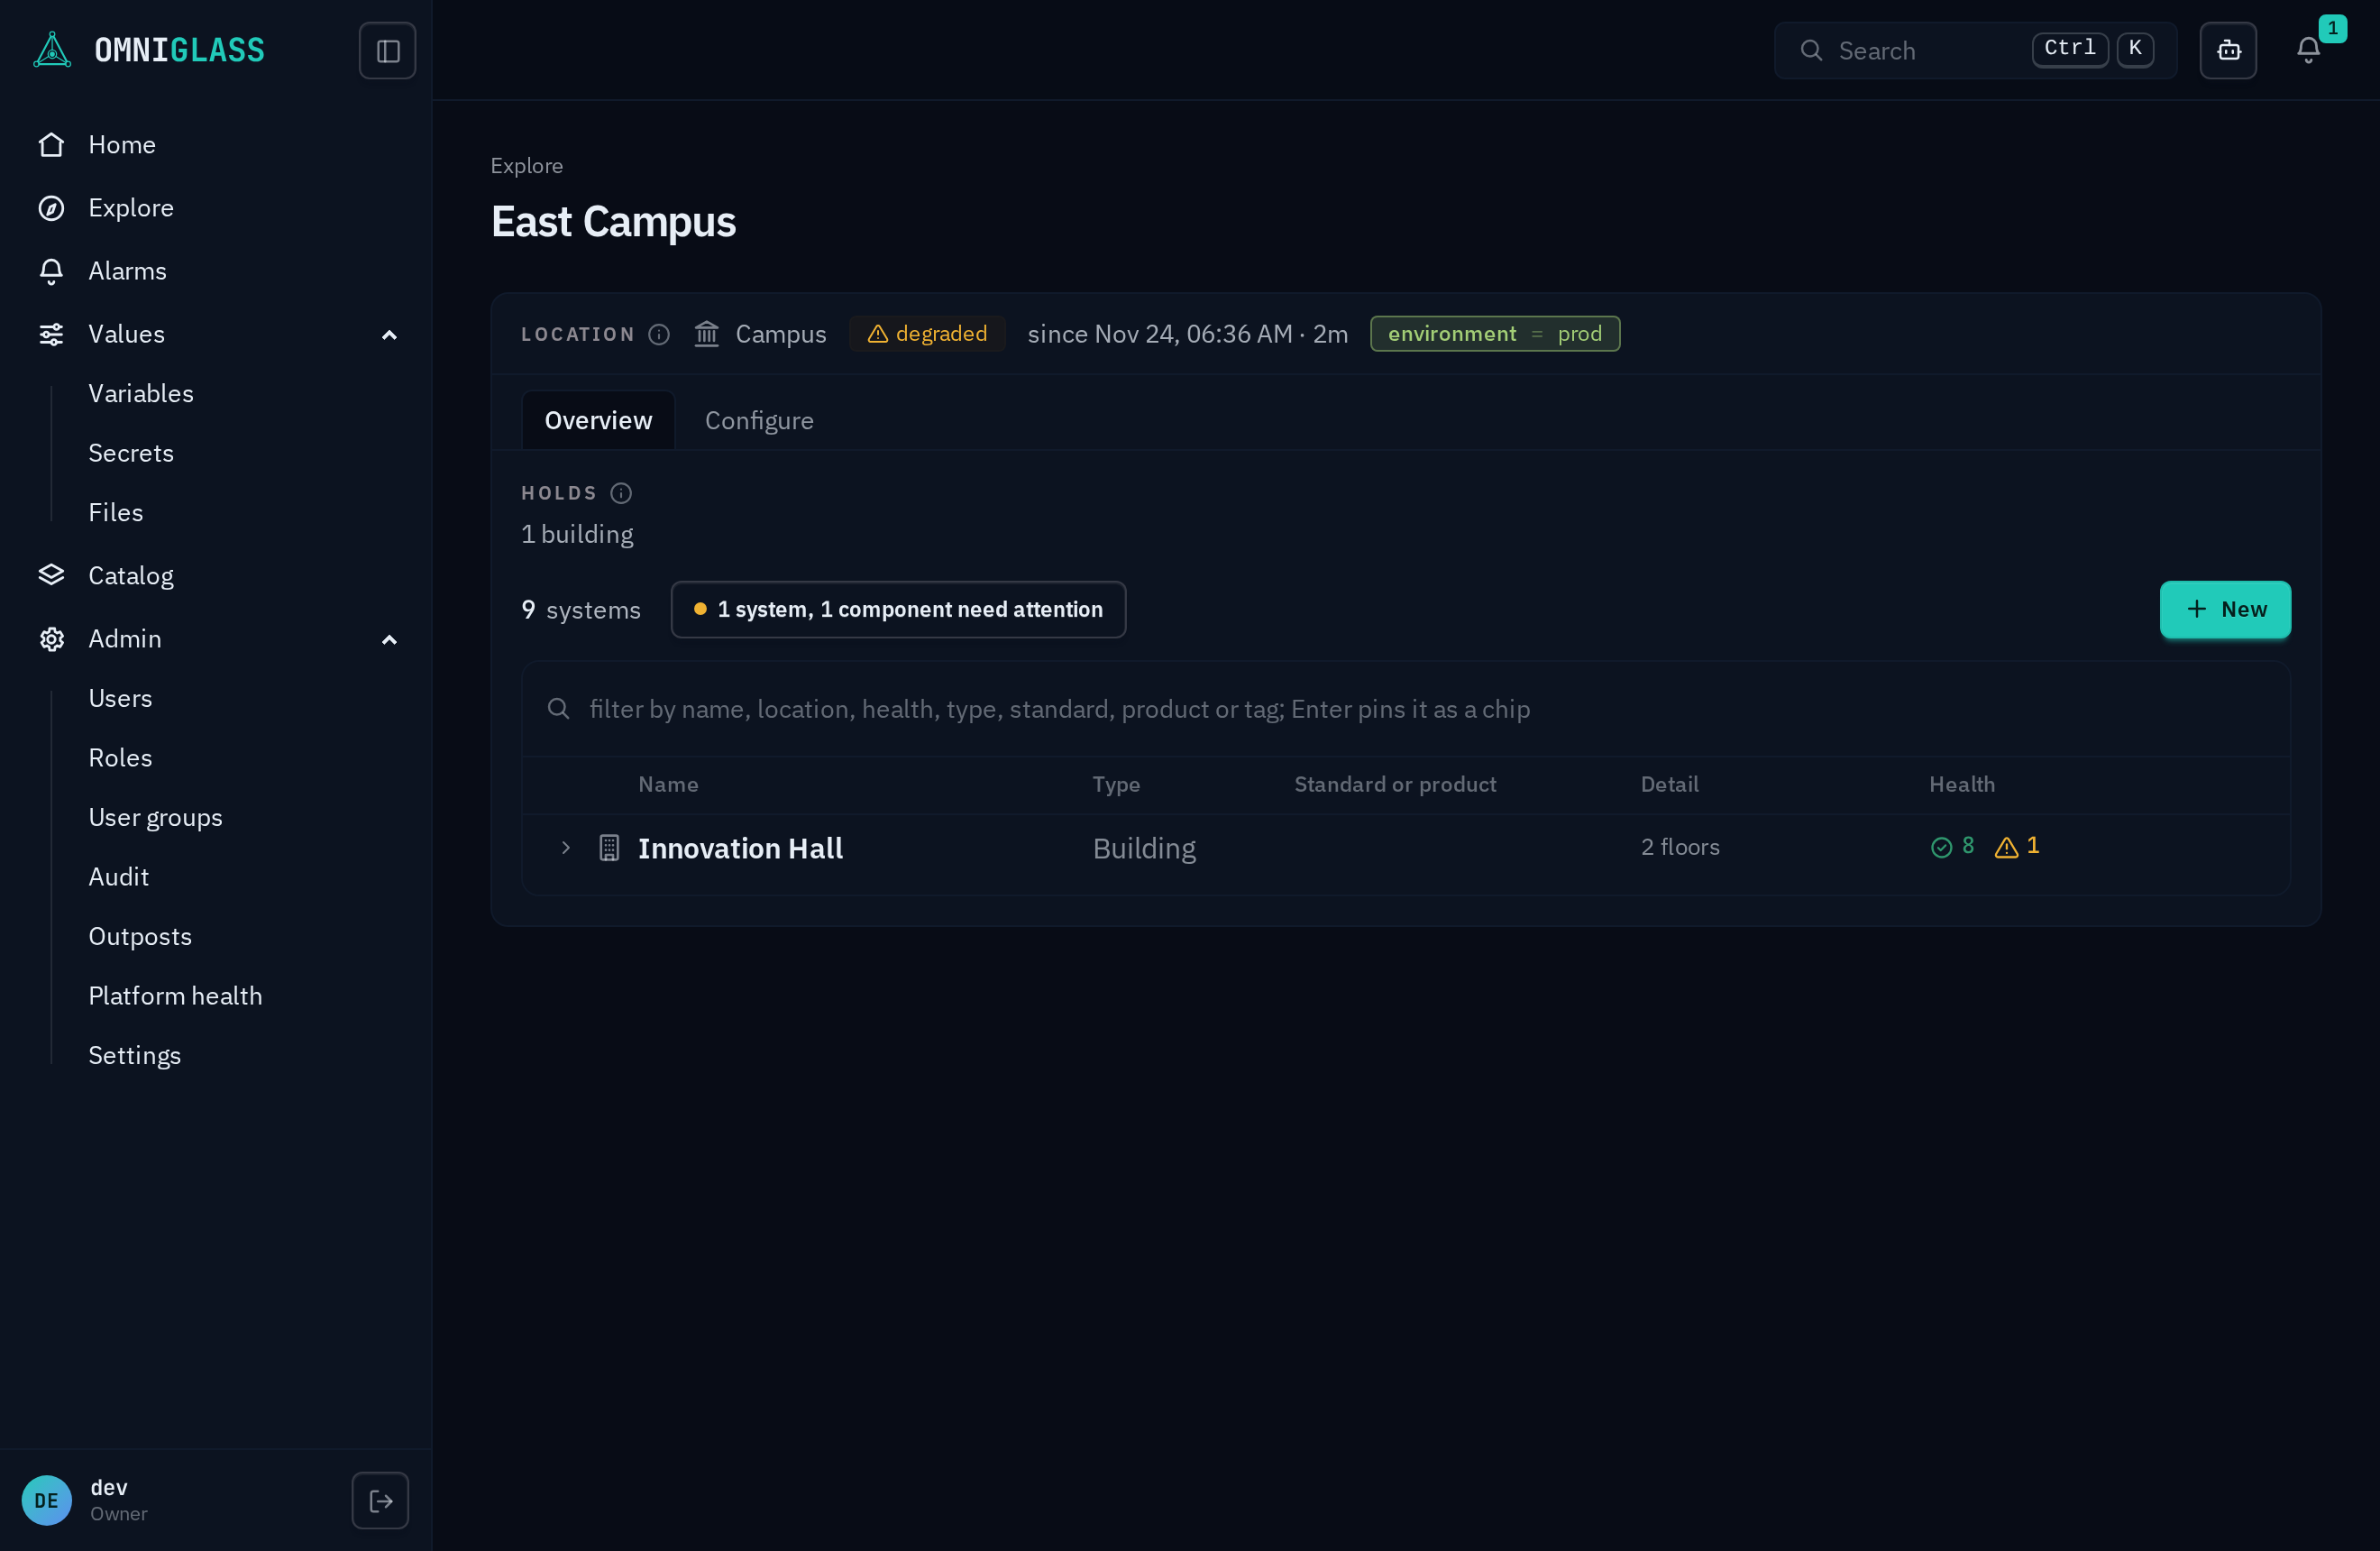 OMNIGLASS
Search Ctrl K
1
Home
Explore
Alarms
Values
Variables
Secrets
Files
Catalog
Admin
Users
Roles
User groups
Audit
Outposts
Platform health
Settings
DE
dev
Owner
Explore
East Campus
LOCATION Campus degraded since Nov 24, 06:36 AM · 2m environment = prod
Overview Configure
HOLDS
1 building
9 systems 1 system, 1 component need attention New
filter by name, location, health, type, standard, product or tag; Enter pins it as a chip
Name Type Standard or product Detail Health
Innovation Hall Building 2 floors 8 1